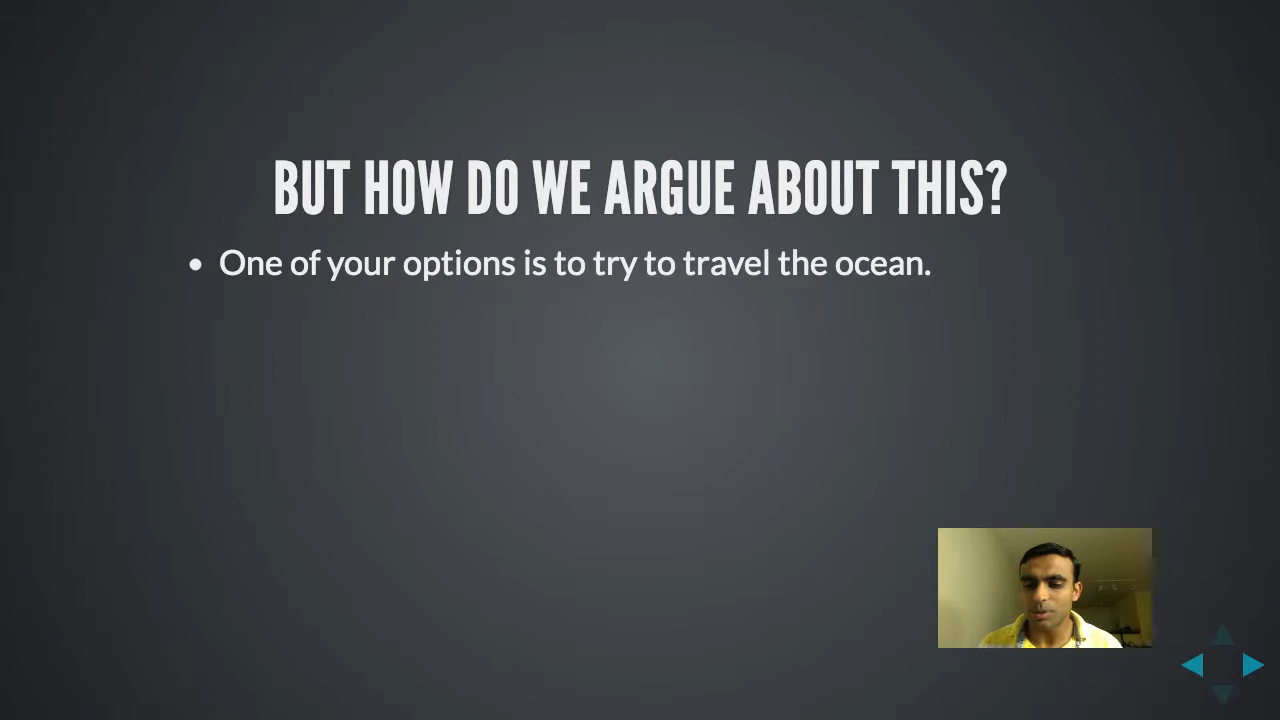 BUT HOW DO WE ARGUE ABOUT THIS?
• One of your options is to try to travel the ocean.